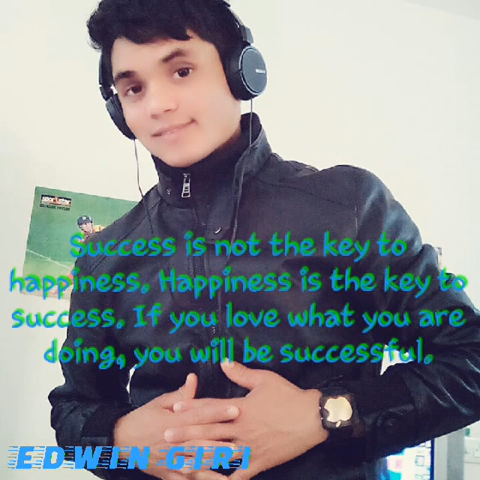 Success is not the key to
happiness. Happiness is the key to
success. If you love what you are
doing, you will be successful.
EDWIN GIRI